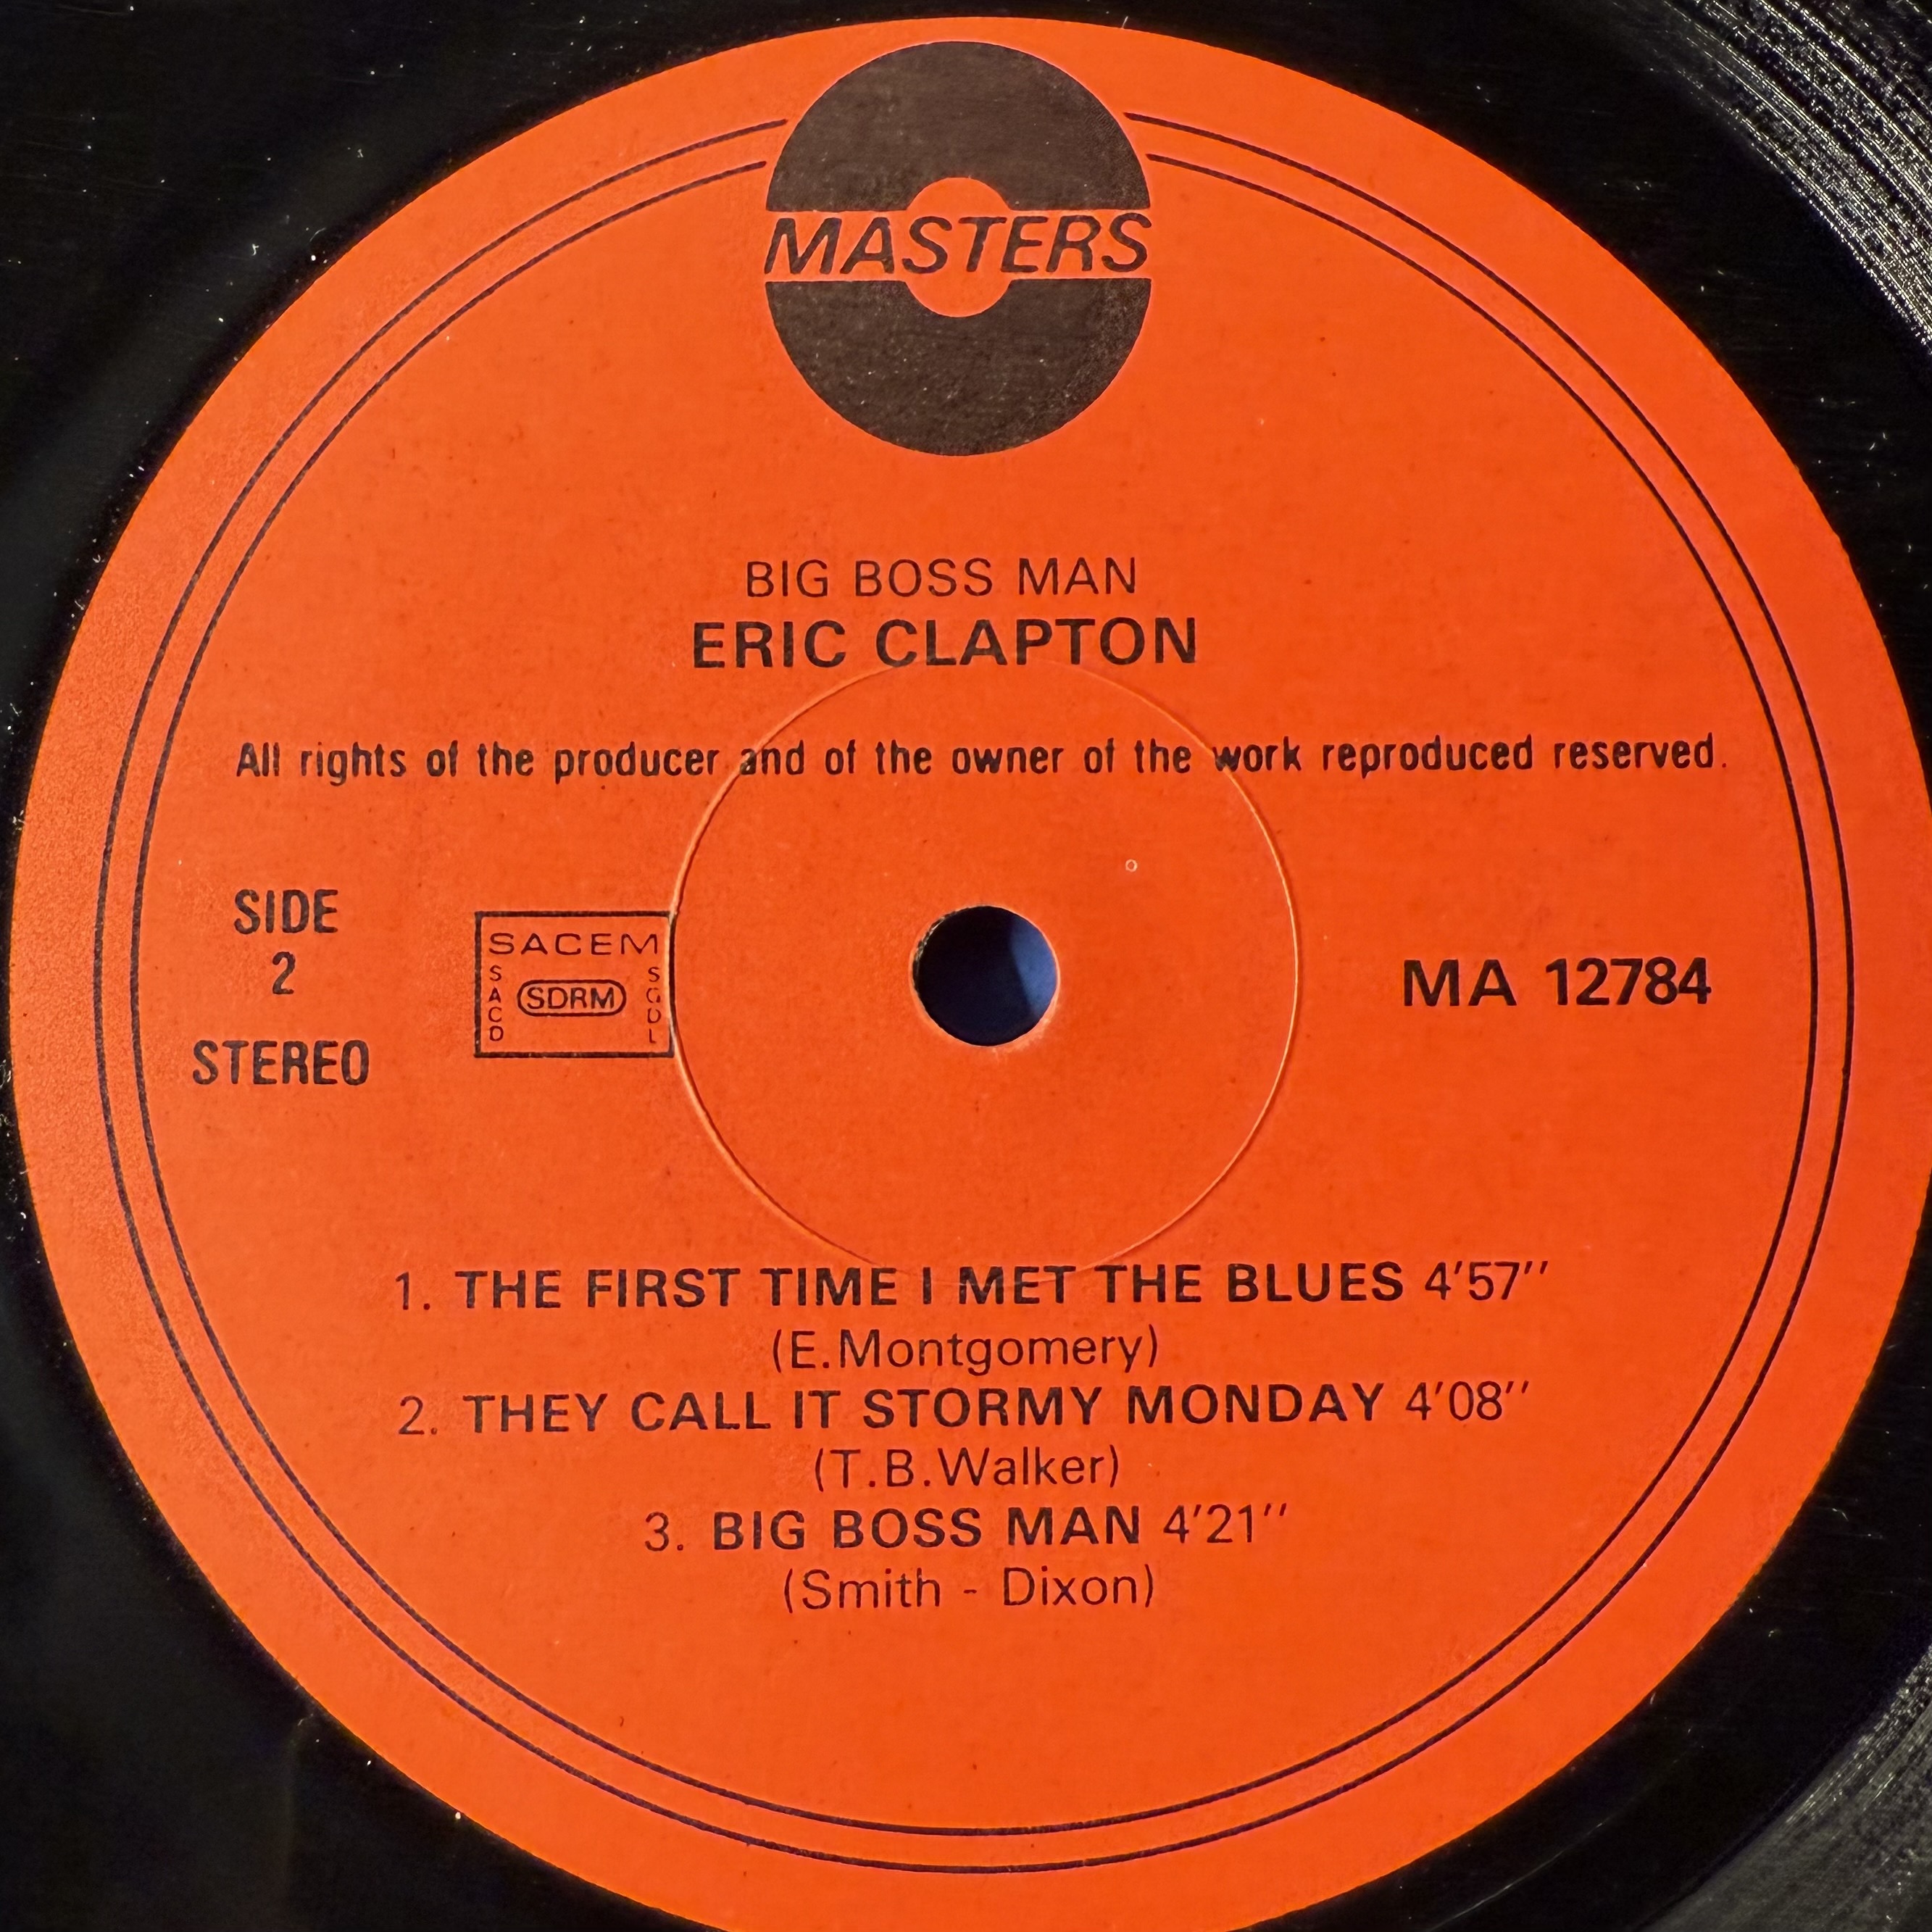 MASTERS
BIG BOSS MAN
ERIC CLAPTON
All rights of the producer and of the owner of the work reproduced reserved.
SIDE
2
STEREO
SACEM
SACD
SDRM
SGDL
MA 12784
1. THE FIRST TIME I MET THE BLUES 4'57''
(E.Montgomery)
2. THEY CALL IT STORMY MONDAY 4'08''
(T.B.Walker)
3. BIG BOSS MAN 4'21''
(Smith - Dixon)